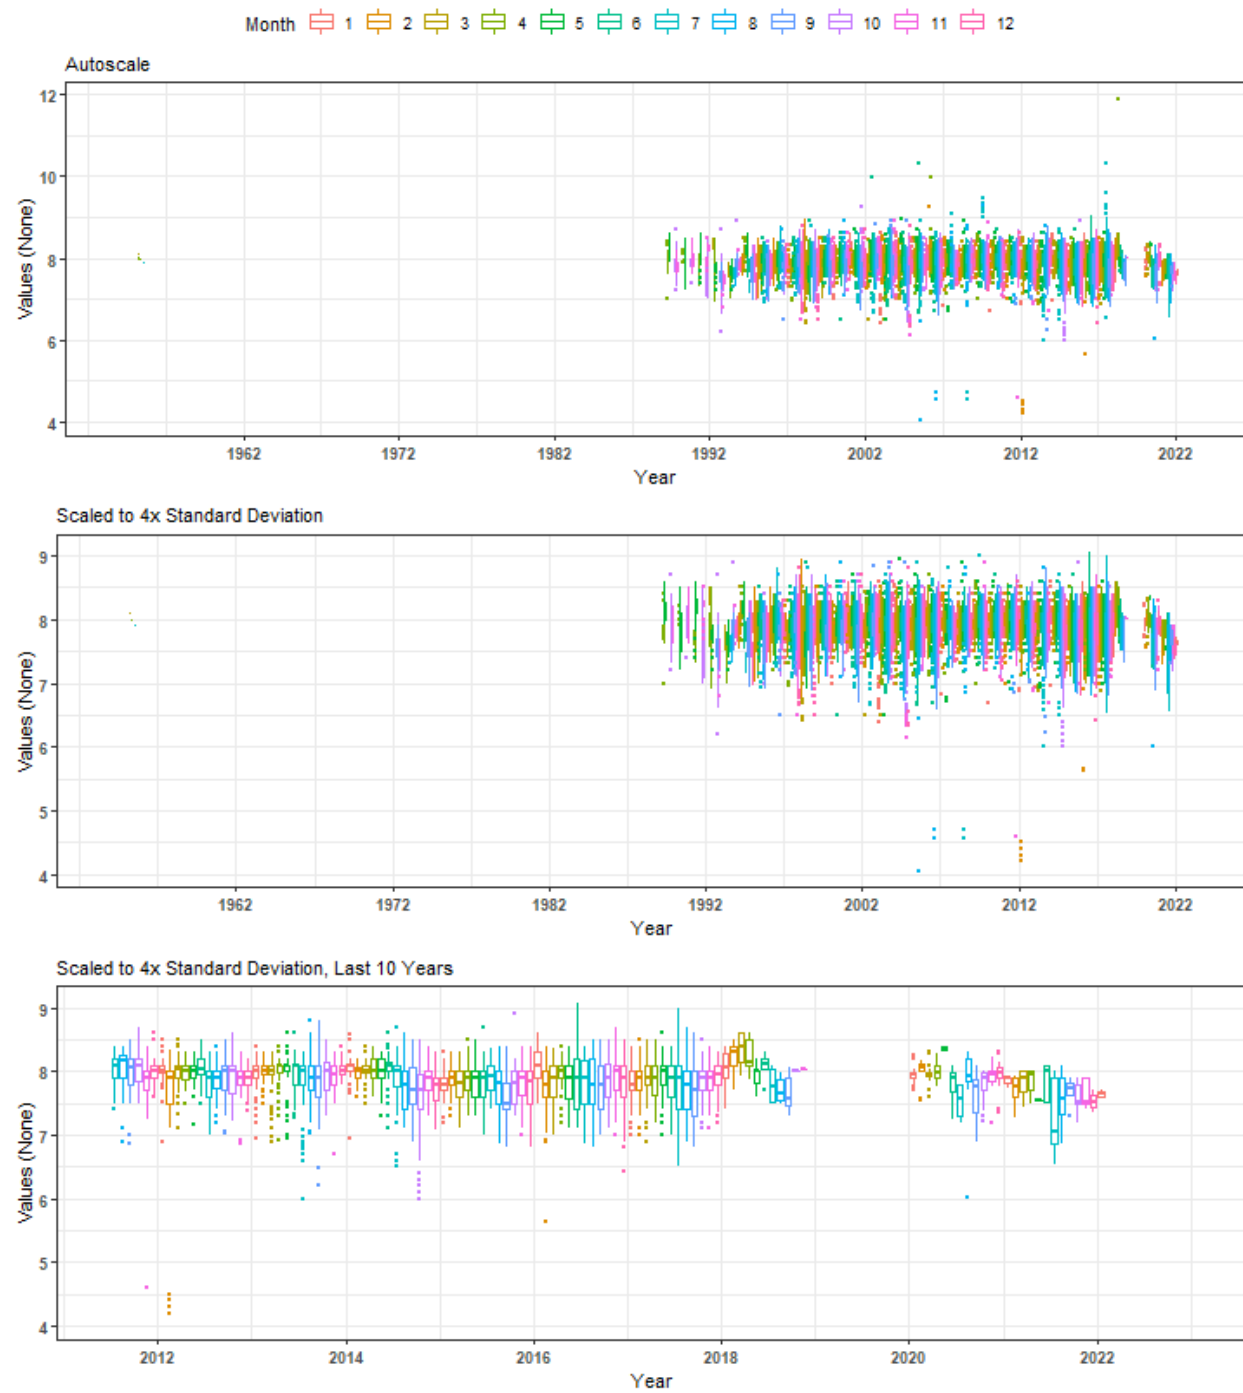 Month 1 2 3 4 5 6 7 8 9 10 11 12
Autoscale
12
10
8
6
4
Values (None)
1962 1972 1982 1992 2002 2012 2022
Year
Scaled to 4x Standard Deviation
9
8
7
6
5
4
Values (None)
1962 1972 1982 1992 2002 2012 2022
Year
Scaled to 4x Standard Deviation, Last 10 Years
9
8
7
6
5
4
Values (None)
2012 2014 2016 2018 2020 2022
Year